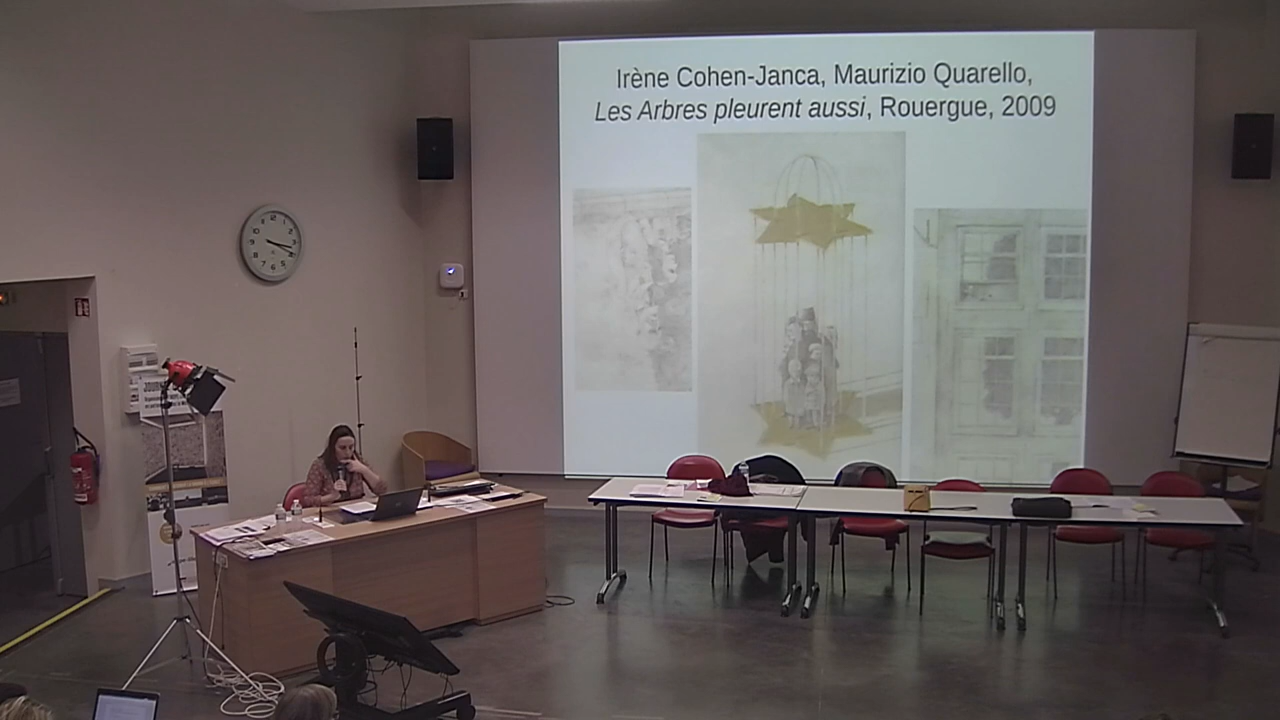 Irène Cohen-Janca, Maurizio Quarello,
Les Arbres pleurent aussi, Rouergue, 2009